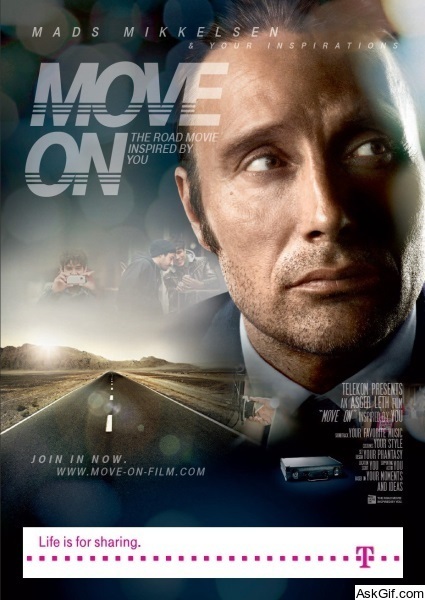 MADS MIKKELSEN
& YOUR INSPIRATIONS
MOVE
ON
THE ROAD MOVIE
INSPIRED BY
YOU
TELEKOM PRESENTS
AN ASGER LETH FILM
"MOVE ON" INSPIRED BY YOU
SOUNDTRACK YOUR FAVORITE MUSIC
COSTUMES YOUR STYLE
YOUR PHANTASY
YOU
YOU
YOUR MOMENTS
AND IDEAS
JOIN IN NOW.
WWW.MOVE-ON-FILM.COM
Life is for sharing.
T
AskGif.com